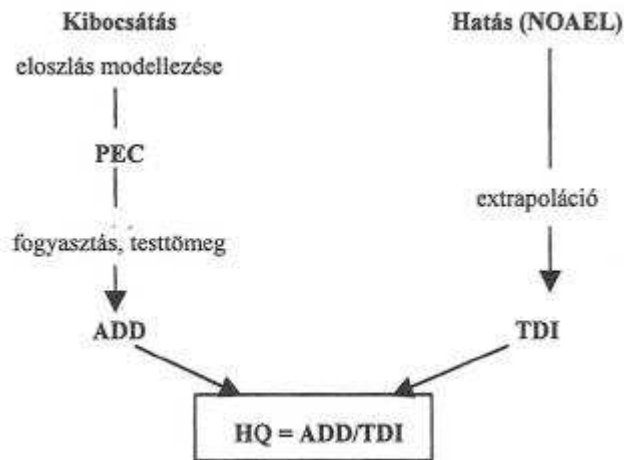 Kibocsátás
eloszlás modellezése
PEC
fogyasztás, testtömeg
ADD
Hatás (NOAEL)
extrapoláció
TDI
HQ = ADD/TDI